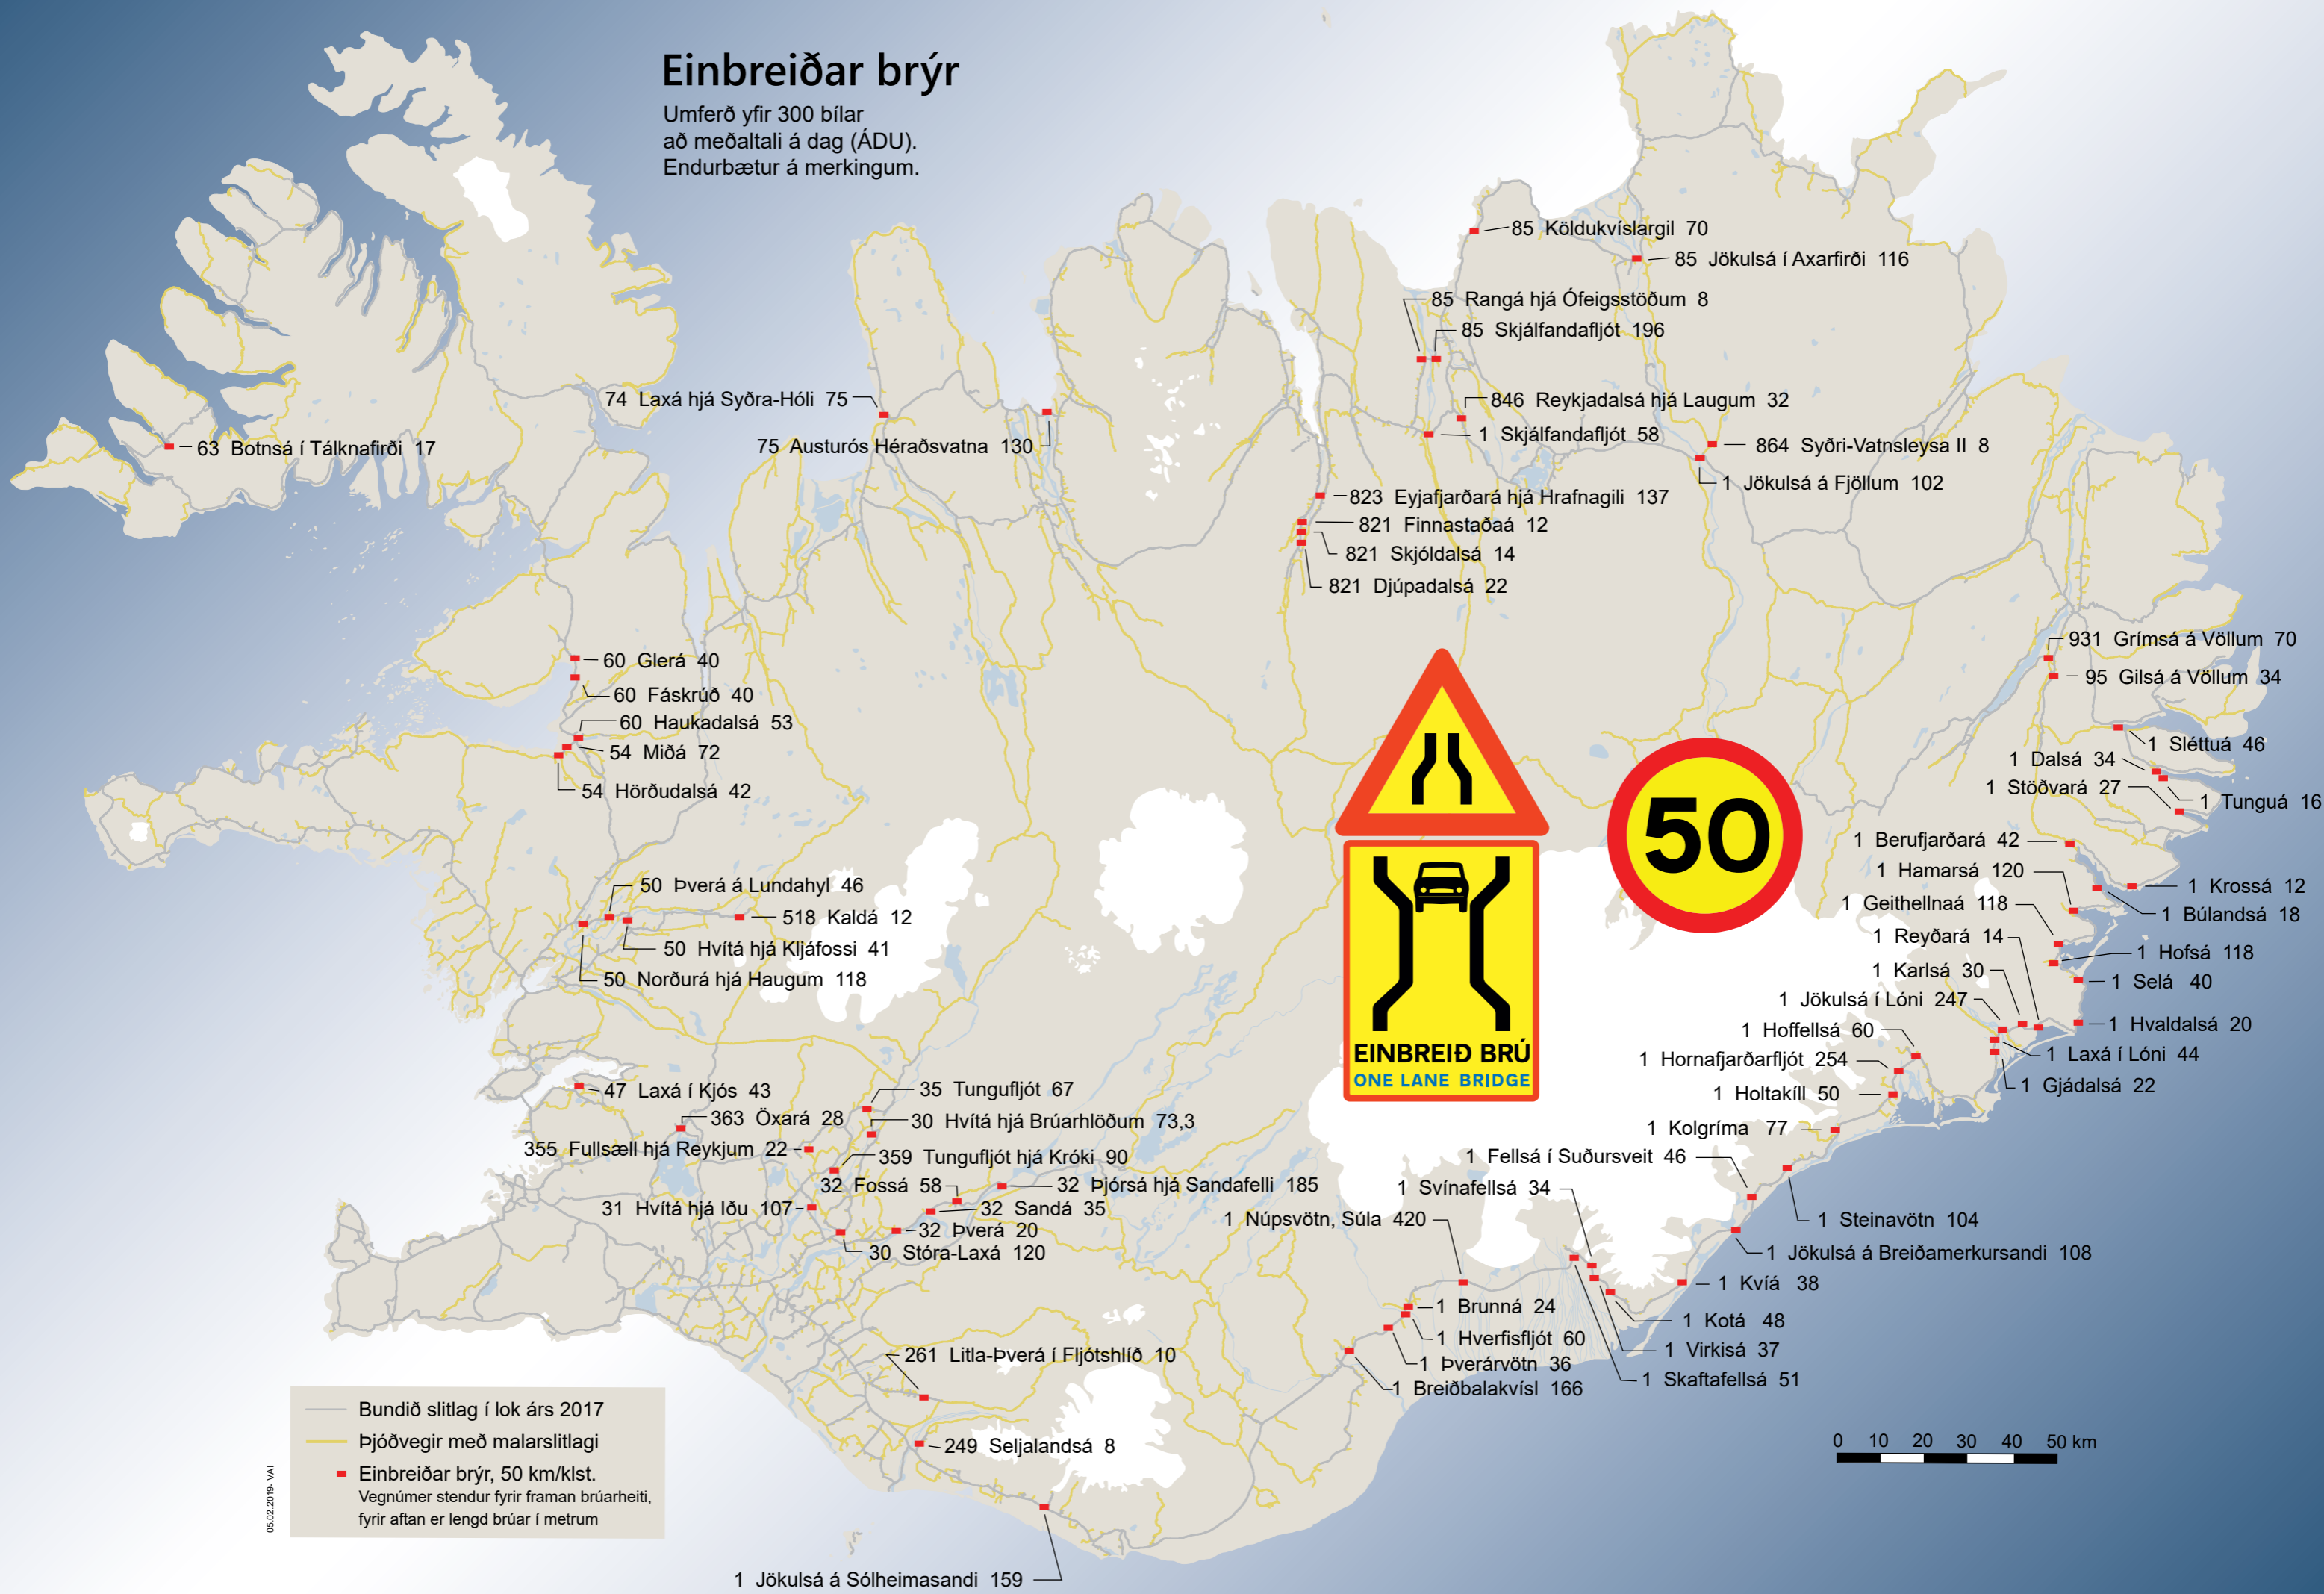 Einbreiðar brýr
Umferð yfir 300 bílar
að meðaltali á dag (ÁDU).
Endurbætur á merkingum.
85 Köldukvíslargil 70
85 Jökulsá í Axarfirði 116
85 Rangá hjá Ófeigsstöðum 8
85 Skjálfandafljót 196
74 Laxá hjá Syðra-Hóli 75
846 Reykjadalsá hjá Laugum 32
1 Skjálfandafljót 58
63 Botnsá í Tálknafirði 17
75 Austurós Héraðsvatna 130
864 Syðri-Vatnsleysa II 8
1 Jökulsá á Fjöllum 102
823 Eyjafjarðará hjá Hrafnagili 137
821 Finnastaðaá 12
821 Skjóldalsá 14
821 Djúpadalsá 22
931 Grímsá á Völlum 70
95 Gilsá á Völlum 34
60 Glerá 40
60 Fáskrúð 40
60 Haukadalsá 53
54 Miðá 72
54 Hörðudalsá 42
1 Sléttuá 46
1 Dalsá 34
1 Stöðvará 27
1 Tunguá 16
50
1 Berufjarðará 42
1 Hamarsá 120
1 Krossá 12
1 Geithellnaá 118
1 Búlandsá 18
1 Reyðará 14
1 Hofsá 118
1 Karlsá 30
1 Selá 40
1 Jökulsá í Lóni 247
1 Hvaldalsá 20
1 Hoffellsá 60
1 Laxá í Lóni 44
1 Hornafjarðarfljót 254
1 Gjádalsá 22
1 Holtakíll 50
1 Kolgríma 77
50 Þverá á Lundahyl 46
518 Kaldá 12
50 Hvítá hjá Kljáfossi 41
50 Norðurá hjá Haugum 118
EINBREIÐ BRÚ
ONE LANE BRIDGE
47 Laxá í Kjós 43
35 Tungufljót 67
363 Öxará 28
30 Hvítá hjá Brúarhlöðum 73,3
355 Fullsæll hjá Reykjum 22
359 Tungufljót hjá Króki 90
32 Fossá 58
32 Þjórsá hjá Sandafelli 185
31 Hvítá hjá Iðu 107
32 Sandá 35
32 Þverá 20
30 Stóra-Laxá 120
1 Fellsá í Suðursveit 46
1 Svínafellsá 34
1 Núpsvötn, Súla 420
1 Steinavötn 104
1 Jökulsá á Breiðamerkursandi 108
1 Kvíá 38
1 Brunná 24
1 Kotá 48
1 Hverfisfljót 60
1 Virkisá 37
1 Þverárvötn 36
1 Skaftafellsá 51
1 Breiðbalakvísl 166
261 Litla-Þverá í Fljótshlíð 10
249 Seljalandsá 8
1 Jökulsá á Sólheimasandi 159
Bundið slitlag í lok árs 2017
Þjóðvegir með malarslitlagi
Einbreiðar brýr, 50 km/klst.
Vegnúmer stendur fyrir framan brúarheiti,
fyrir aftan er lengd brúar í metrum
05.02.2019- VAI
0 10 20 30 40 50 km